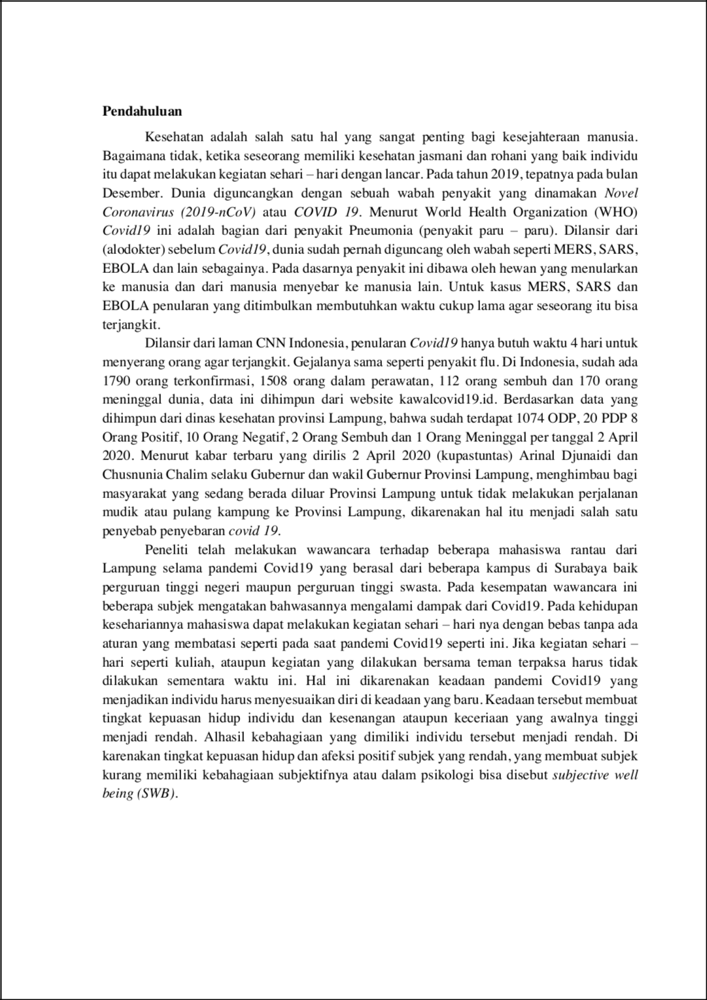 Pendahuluan
Kesehatan adalah salah satu hal yang sangat penting bagi kesejahteraan manusia.
Bagaimana tidak, ketika seseorang memiliki kesehatan jasmani dan rohani yang baik individu
itu dapat melakukan kegiatan sehari – hari dengan lancar. Pada tahun 2019, tepatnya pada bulan
Desember. Dunia diguncangkan dengan sebuah wabah penyakit yang dinamakan Novel
Coronavirus (2019-nCoV) atau COVID 19. Menurut World Health Organization (WHO)
Covid19 ini adalah bagian dari penyakit Pneumonia (penyakit paru – paru). Dilansir dari
(alodokter) sebelum Covid19, dunia sudah pernah diguncang oleh wabah seperti MERS, SARS,
EBOLA dan lain sebagainya. Pada dasarnya penyakit ini dibawa oleh hewan yang menularkan
ke manusia dan dari manusia menyebar ke manusia lain. Untuk kasus MERS, SARS dan
EBOLA penularan yang ditimbulkan membutuhkan waktu cukup lama agar seseorang itu bisa
terjangkit.
Dilansir dari laman CNN Indonesia, penularan Covid19 hanya butuh waktu 4 hari untuk
menyerang orang agar terjangkit. Gejalanya sama seperti penyakit flu. Di Indonesia, sudah ada
1790 orang terkonfirmasi, 1508 orang dalam perawatan, 112 orang sembuh dan 170 orang
meninggal dunia, data ini dihimpun dari website kawalcovid19.id. Berdasarkan data yang
dihimpun dari dinas kesehatan provinsi Lampung, bahwa sudah terdapat 1074 ODP, 20 PDP 8
Orang Positif, 10 Orang Negatif, 2 Orang Sembuh dan 1 Orang Meninggal per tanggal 2 April
2020. Menurut kabar terbaru yang dirilis 2 April 2020 (kupastuntas) Arinal Djunaidi dan
Chusnunia Chalim selaku Gubernur dan wakil Gubernur Provinsi Lampung, menghimbau bagi
masyarakat yang sedang berada diluar Provinsi Lampung untuk tidak melakukan perjalanan
mudik atau pulang kampung ke Provinsi Lampung, dikarenakan hal itu menjadi salah satu
penyebab penyebaran covid 19.
Peneliti telah melakukan wawancara terhadap beberapa mahasiswa rantau dari
Lampung selama pandemi Covid19 yang berasal dari beberapa kampus di Surabaya baik
perguruan tinggi negeri maupun perguruan tinggi swasta. Pada kesempatan wawancara ini
beberapa subjek mengatakan bahwasannya mengalami dampak dari Covid19. Pada kehidupan
kesehariannya mahasiswa dapat melakukan kegiatan sehari – hari nya dengan bebas tanpa ada
aturan yang membatasi seperti pada saat pandemi Covid19 seperti ini. Jika kegiatan sehari –
hari seperti kuliah, ataupun kegiatan yang dilakukan bersama teman terpaksa harus tidak
dilakukan sementara waktu ini. Hal ini dikarenakan keadaan pandemi Covid19 yang
menjadikan individu harus menyesuaikan diri di keadaan yang baru. Keadaan tersebut membuat
tingkat kepuasan hidup individu dan kesenangan ataupun keceriaan yang awalnya tinggi
menjadi rendah. Alhasil kebahagiaan yang dimiliki individu tersebut menjadi rendah. Di
karenakan tingkat kepuasan hidup dan afeksi positif subjek yang rendah, yang membuat subjek
kurang memiliki kebahagiaan subjektifnya atau dalam psikologi bisa disebut subjective well
being (SWB).